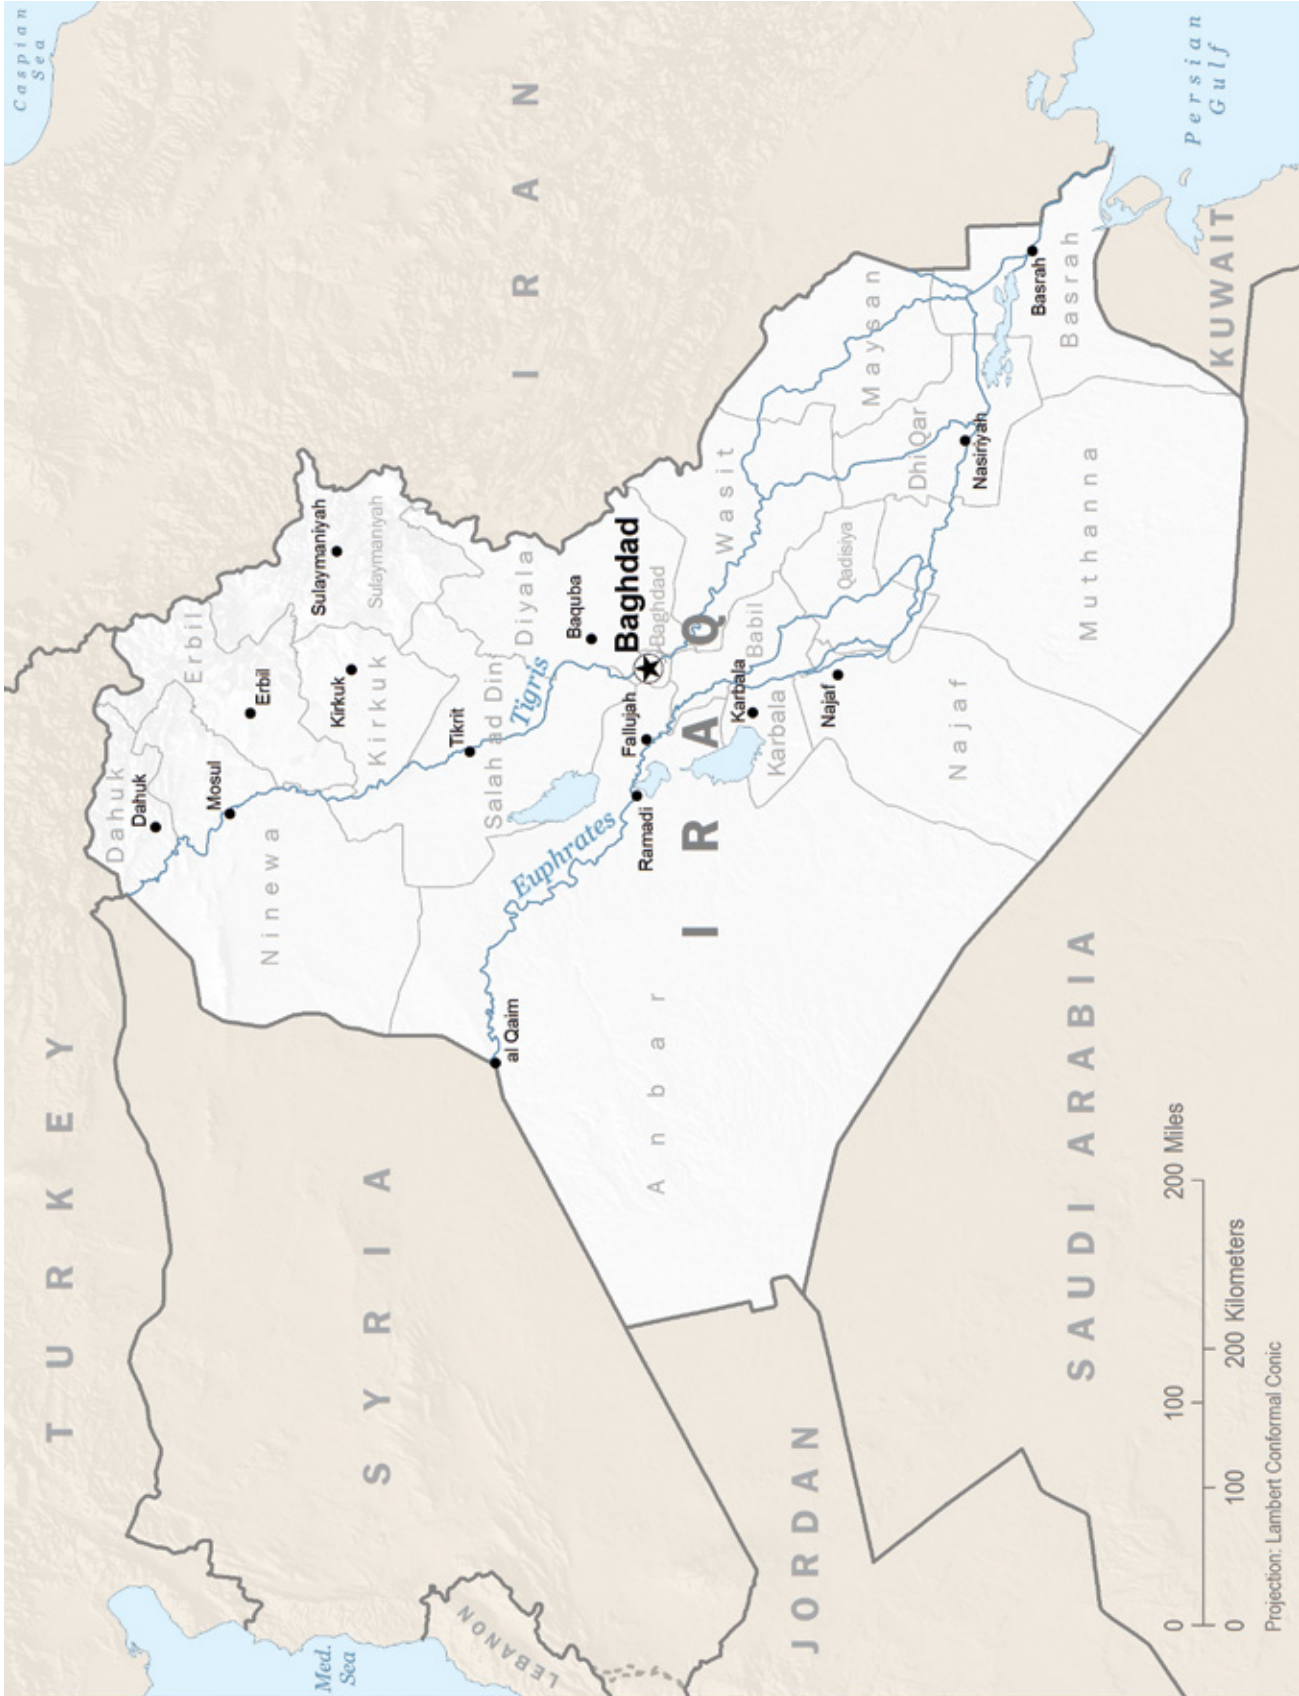 Caspian
Sea
TURKEY
Dahuk
Dahuk
Erbil
Mosul
Erbil
Ninewa
Sulaymaniyah
Kirkuk
Sulaymaniyah
Kirkuk
SYRIA
IRAN
Tikrit
Salah ad Din
Tigris
Diyala
al Qaim
Euphrates
Baquba
Med.
Sea
LEBANON
Fallujah
Baghdad
Baghdad
Ramadi
Anbar
IRAQ
Wasit
Karbala
Babil
Karbala
Najaf
Qadisiya
Maysan
JORDAN
Dhi Qar
Najaf
Nasiriyah
Basrah
Muthanna
Basrah
Persian
Gulf
SAUDI ARABIA
KUWAIT
0 100 200 Miles
0 100 200 Kilometers
Projection: Lambert Conformal Conic